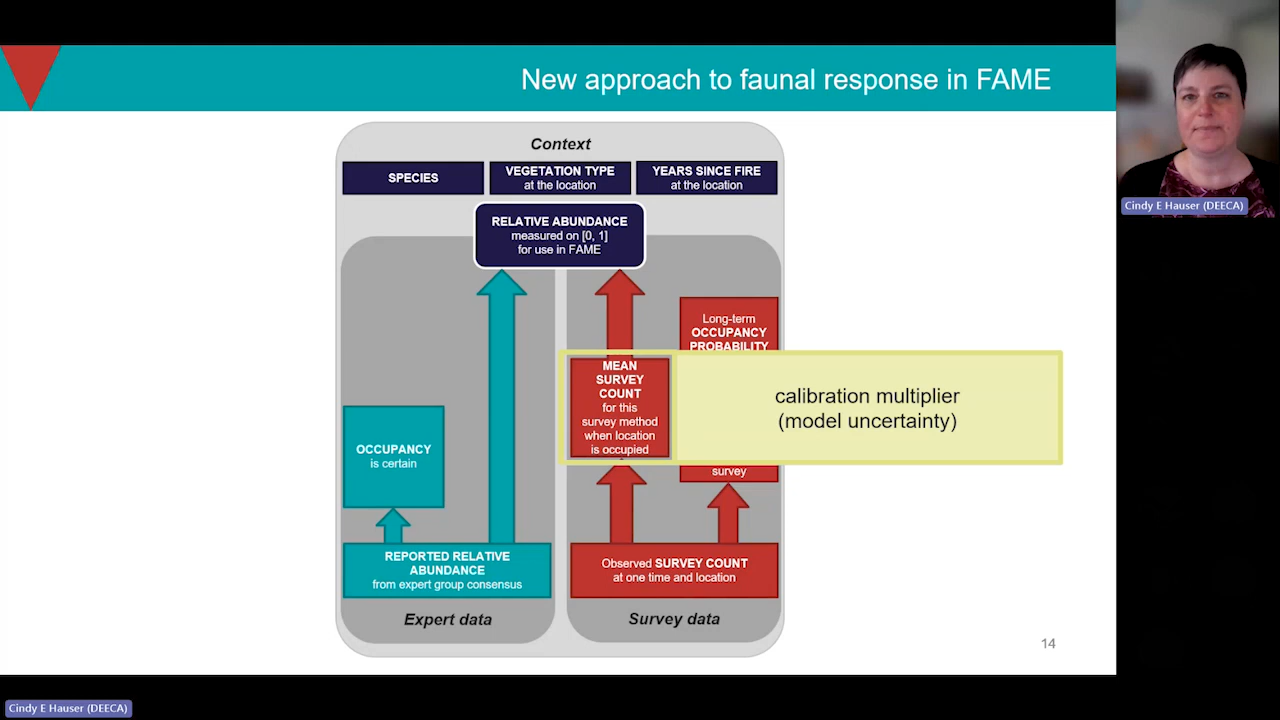 New approach to faunal response in FAME
Context
SPECIES
VEGETATION TYPE
at the location
YEARS SINCE FIRE
at the location
RELATIVE ABUNDANCE
measured on [0, 1]
for use in FAME
Long-term
OCCUPANCY
PROBABILITY
MEAN
SURVEY
COUNT
for this
survey method
when location
is occupied
calibration multiplier
(model uncertainty)
survey
OCCUPANCY
is certain
REPORTED RELATIVE
ABUNDANCE
from expert group consensus
Observed SURVEY COUNT
at one time and location
Expert data
Survey data
14
Cindy E Hauser (DEECA)
Cindy E Hauser (DEECA)